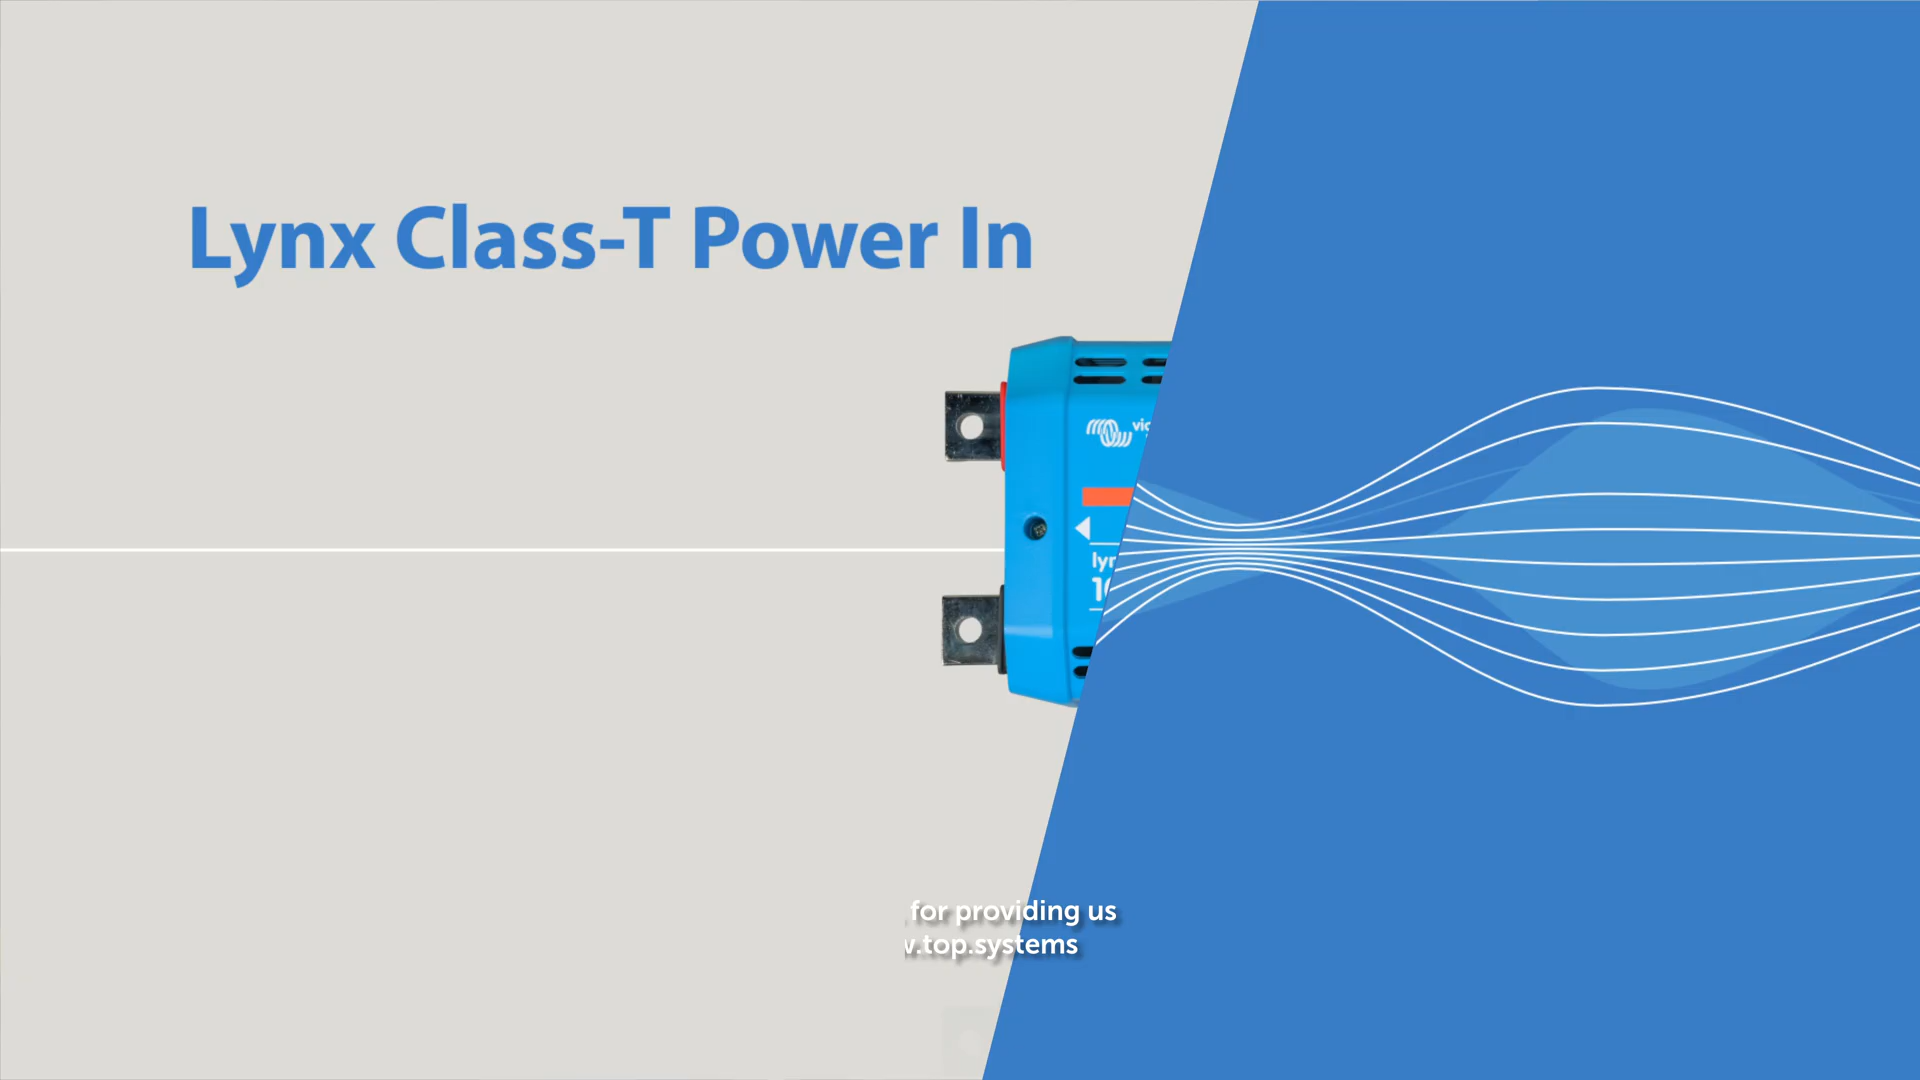 Lynx Class-T Power In
for providing us
.top.systems